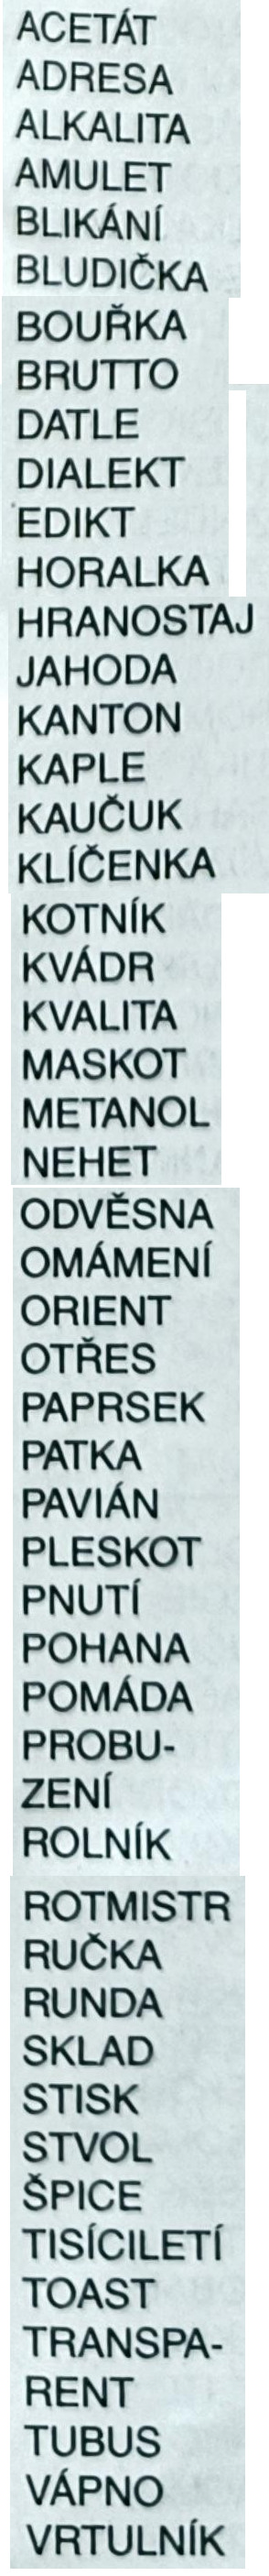 ACETÁT
ADRESA
ALKALITA
AMULET
BLIKÁNÍ
BLUDIČKA
BOUŘKA
BRUTTO
DATLE
DIALEKT
EDIKT
HORALKA
HRANOSTAJ
JAHODA
KANTON
KAPLE
KAUČUK
KLÍČENKA
KOTNÍK
KVÁDR
KVALITA
MASKOT
METANOL
NEHET
ODVĚSNA
OMÁMENÍ
ORIENT
OTŘES
PAPRSEK
PATKA
PAVIÁN
PLESKOT
PNUTÍ
POHANA
POMÁDA
PROBU-
ZENÍ
ROLNÍK
ROTMISTR
RUČKA
RUNDA
SKLAD
STISK
STVOL
ŠPICE
TISÍCILETÍ
TOAST
TRANSPA-
RENT
TUBUS
VÁPNO
VRTULNÍK